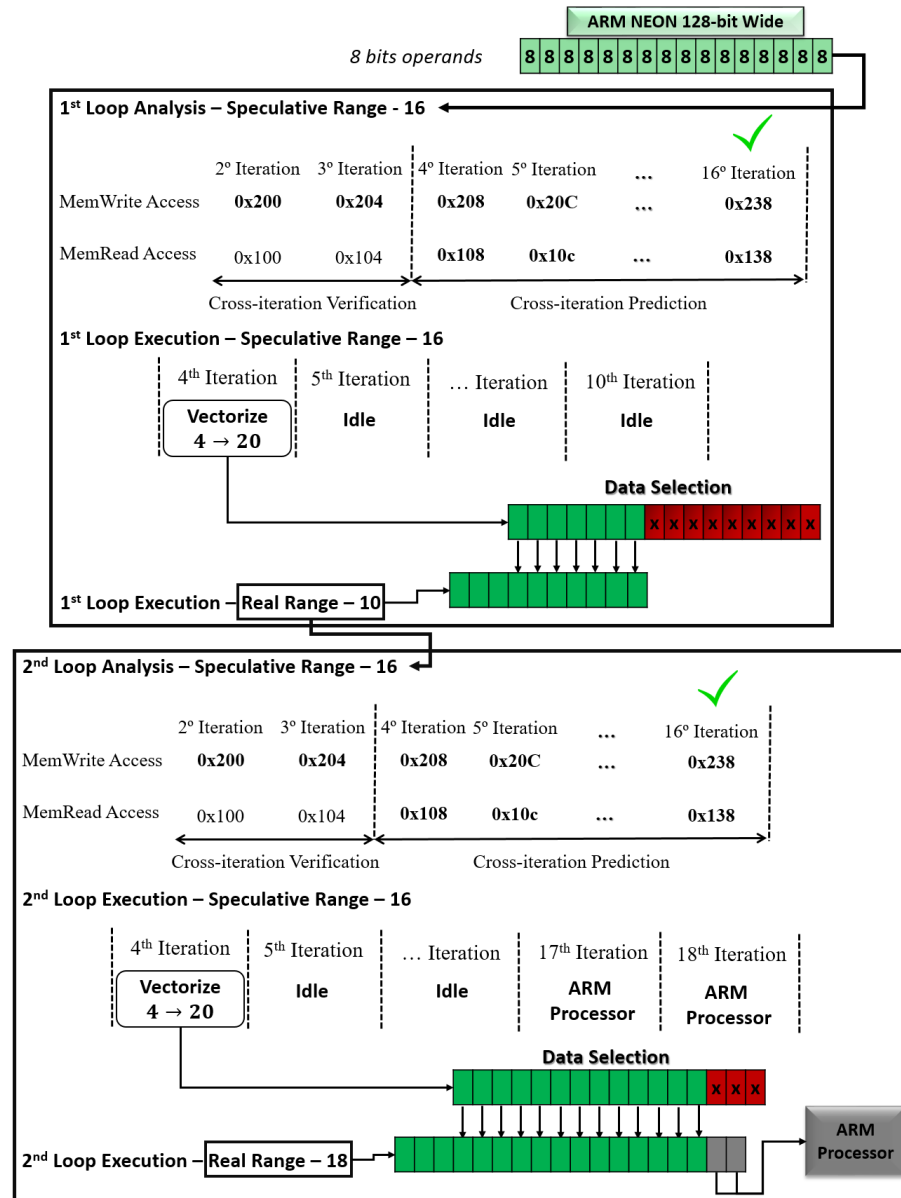 ARM NEON 128-bit Wide
8 bits operands
8 8 8 8 8 8 8 8 8 8 8 8 8 8 8 8
1st Loop Analysis – Speculative Range - 16
2º Iteration 3º Iteration 4º Iteration 5º Iteration ... 16º Iteration
MemWrite Access 0x200 0x204 0x208 0x20C ... 0x238
MemRead Access 0x100 0x104 0x108 0x10c ... 0x138
Cross-iteration Verification Cross-iteration Prediction
1st Loop Execution – Speculative Range – 16
4th Iteration 5th Iteration ... Iteration 10th Iteration
Vectorize Idle Idle Idle
4 → 20
Data Selection
x x x x x x x x x
1st Loop Execution – Real Range – 10
2nd Loop Analysis – Speculative Range – 16
2º Iteration 3º Iteration 4º Iteration 5º Iteration ... 16º Iteration
MemWrite Access 0x200 0x204 0x208 0x20C ... 0x238
MemRead Access 0x100 0x104 0x108 0x10c ... 0x138
Cross-iteration Verification Cross-iteration Prediction
2nd Loop Execution – Speculative Range – 16
4th Iteration 5th Iteration ... Iteration 17th Iteration 18th Iteration
Vectorize Idle Idle ARM ARM
4 → 20 Processor Processor
Data Selection
x x x
ARM
Processor
2nd Loop Execution – Real Range – 18